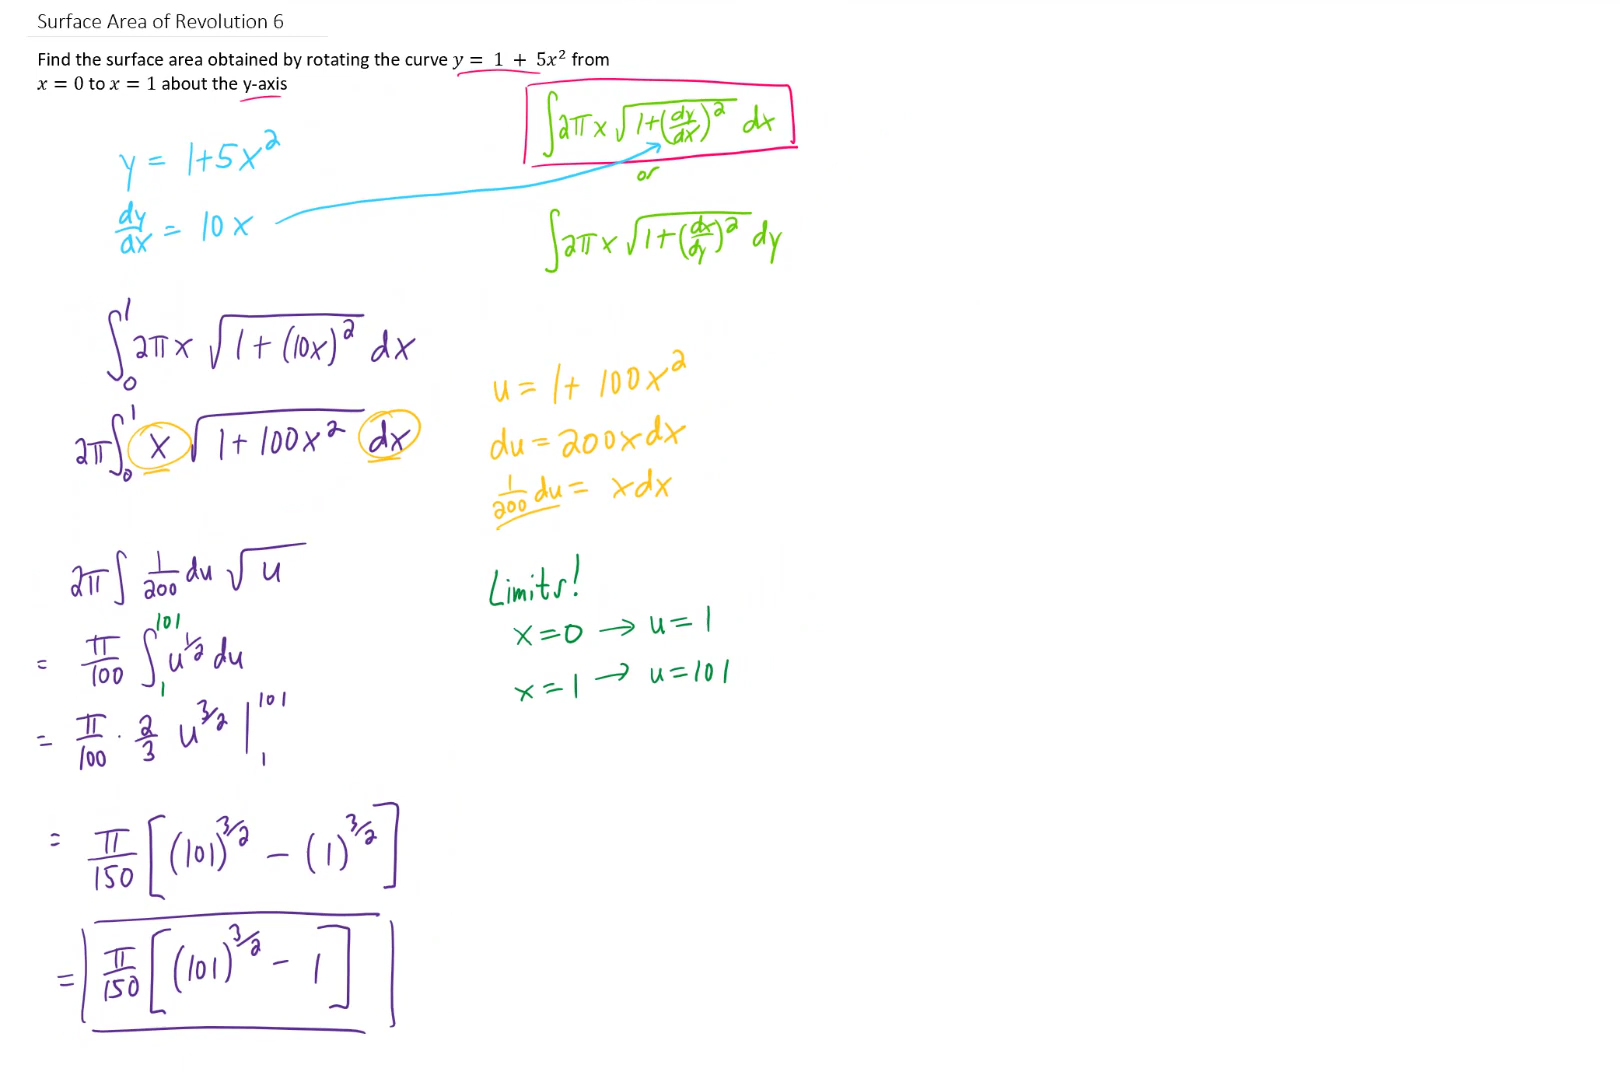 Surface Area of Revolution 6
Find the surface area obtained by rotating the curve y = 1 + 5x² from
x = 0 to x = 1 about the y-axis
∫2πx √(1+(dy/dx)²) dx
or
∫2πx √(1+(dx/dy)²) dy
y = 1+5x²
dy/dx = 10x
∫₀¹ 2πx √(1+(10x)²) dx
2π∫₀¹ x √(1+100x²) dx
u = 1+ 100x²
du = 200xdx
1/200 du = xdx
2π∫ 1/200 du √u
= π/100 ∫₁¹⁰¹ u^1/2 du
= π/100 · 2/3 u^3/2 |₁¹⁰¹
Limits!
x=0 → u=1
x=1 → u=101
= π/150 [(101)^3/2 − (1)^3/2]
= π/150 [(101)^3/2 − 1]